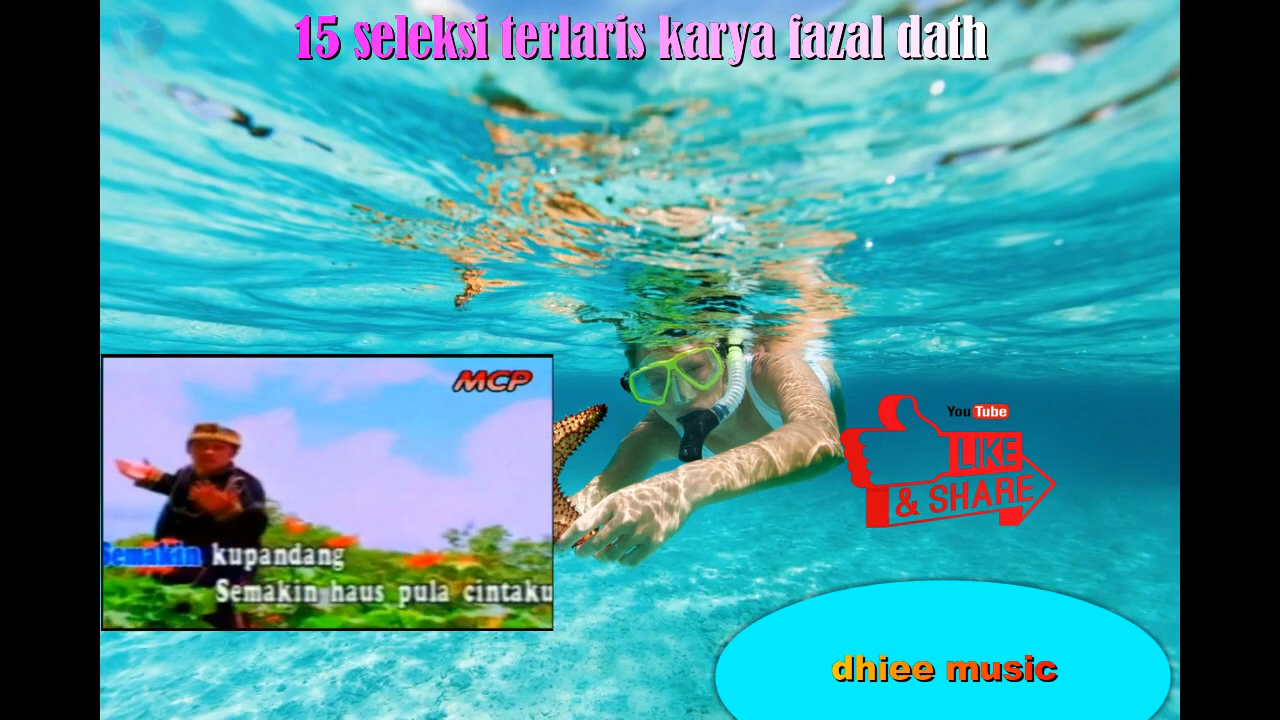 15 seleksi terlaris karya fazal dath
MCP
Semakin kupandang
Semakin haus pula cintaku
YouTube
LIKE
& SHARE
dhiee music